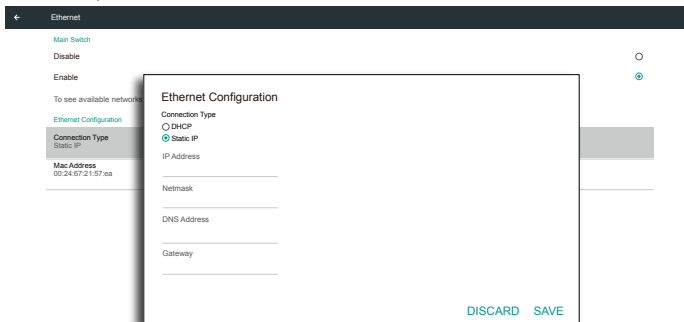 Ethernet
Main Switch
Disable
Enable
To see available networks
Ethernet Configuration
Connection Type
Static IP
Mac Address
00:24:67:21:57:ea
Ethernet Configuration
Connection Type
DHCP
Static IP
IP Address
Netmask
DNS Address
Gateway
DISCARD SAVE